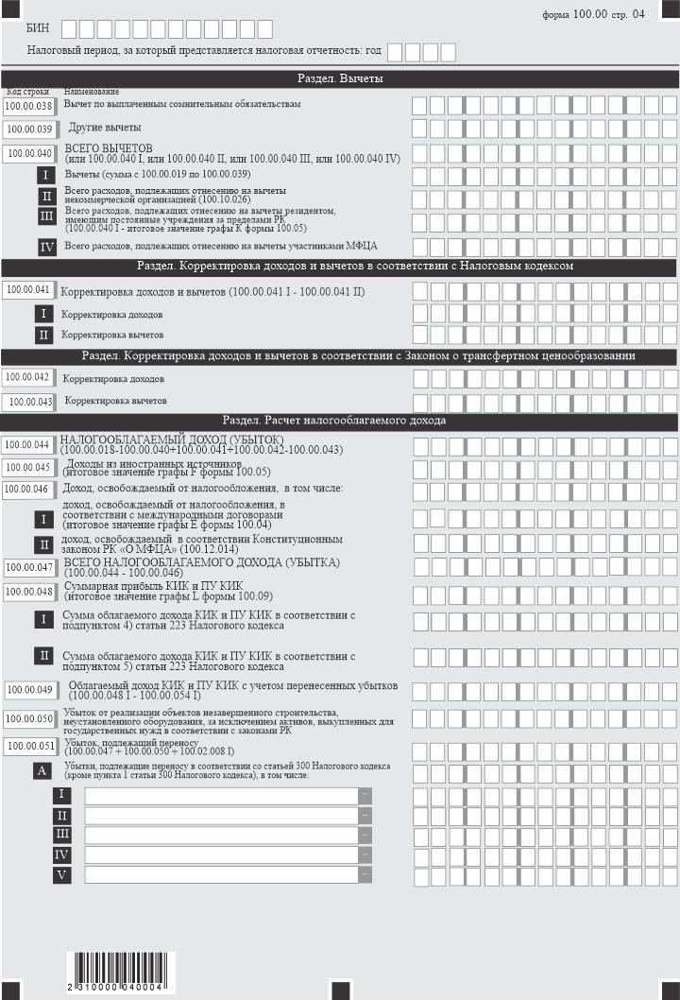 форма 100.00 стр. 04
БИН
Налоговый период, за который представляется налоговая отчетность: год
Раздел. Вычеты
Код строки Наименование
100.00.038 Вычет по выплаченным сомнительным обязательствам
100.00.039 Другие вычеты
100.00.040 ВСЕГО ВЫЧЕТОВ
(или 100.00.040 I, или 100.00.040 II, или 100.00.040 III, или 100.00.040 IV)
I Вычеты (сумма с 100.00.019 по 100.00.039)
II Всего расходов, подлежащих отнесению на вычеты
некоммерческой организацией (100.10.026)
III Всего расходов, подлежащих отнесению на вычеты резидентом,
имеющим постоянные учреждения за пределами РК
(100.00.040 I - итоговое значение графы К формы 100.05)
IV Всего расходов, подлежащих отнесению на вычеты участниками МФЦА
Раздел. Корректировка доходов и вычетов в соответствии с Налоговым кодексом
100.00.041 Корректировка доходов и вычетов (100.00.041 I - 100.00.041 II)
I Корректировка доходов
II Корректировка вычетов
Раздел. Корректировка доходов и вычетов в соответствии с Законом о трансфертном ценообразовании
100.00.042 Корректировка доходов
100.00.043 Корректировка вычетов
Раздел. Расчет налогооблагаемого дохода
100.00.044 НАЛОГООБЛАГАЕМЫЙ ДОХОД (УБЫТОК)
(100.00.018-100.00.040+100.00.041+100.00.042-100.00.043)
100.00.045 Доходы из иностранных источников
(итоговое значение графы F формы 100.05)
100.00.046 Доход, освобождаемый от налогообложения, в том числе:
I доход, освобождаемый от налогообложения, в
соответствии с международными договорами
(итоговое значение графы Е формы 100.04)
II доход, освобождаемый в соответствии Конституционным
законом РК «О МФЦА» (100.12.014)
100.00.047 ВСЕГО НАЛОГООБЛАГАЕМОГО ДОХОДА (УБЫТКА)
(100.00.044 - 100.00.046)
100.00.048 Суммарная прибыль КИК и ПУ КИК
(итоговое значение графы L формы 100.09)
I Сумма облагаемого дохода КИК и ПУ КИК в соответствии с
подпунктом 4) статьи 223 Налогового кодекса
II Сумма облагаемого дохода КИК и ПУ КИК в соответствии с
подпунктом 5) статьи 223 Налогового кодекса
100.00.049 Облагаемый доход КИК и ПУ КИК с учетом перенесенных убытков
(100.00.048 I - 100.00.054 I)
100.00.050 Убыток от реализации объектов незавершенного строительства,
неустановленного оборудования, за исключением активов, выкупленных для
государственных нужд в соответствии с законами РК
100.00.051 Убыток, подлежащий переносу
(100.00.047 + 100.00.050 + 100.02.008 I)
A Убытки, подлежащие переносу в соответствии со статьей 300 Налогового кодекса
(кроме пункта 1 статьи 300 Налогового кодекса), в том числе:
I ...
II ...
III ...
IV ...
V ...
2 310000 040004